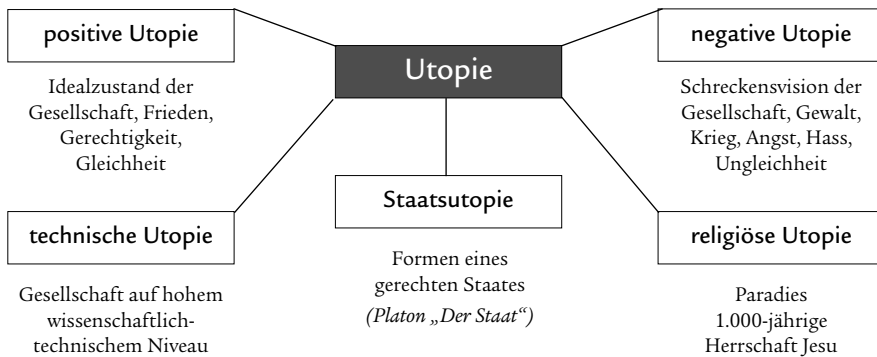 Utopie
positive Utopie
Idealzustand der
Gesellschaft, Frieden,
Gerechtigkeit,
Gleichheit
negative Utopie
Schreckensvision der
Gesellschaft, Gewalt,
Krieg, Angst, Hass,
Ungleichheit
technische Utopie
Gesellschaft auf hohem
wissenschaftlich-
technischem Niveau
Staatsutopie
Formen eines
gerechten Staates
(Platon „Der Staat“)
religiöse Utopie
Paradies
1.000-jährige
Herrschaft Jesu